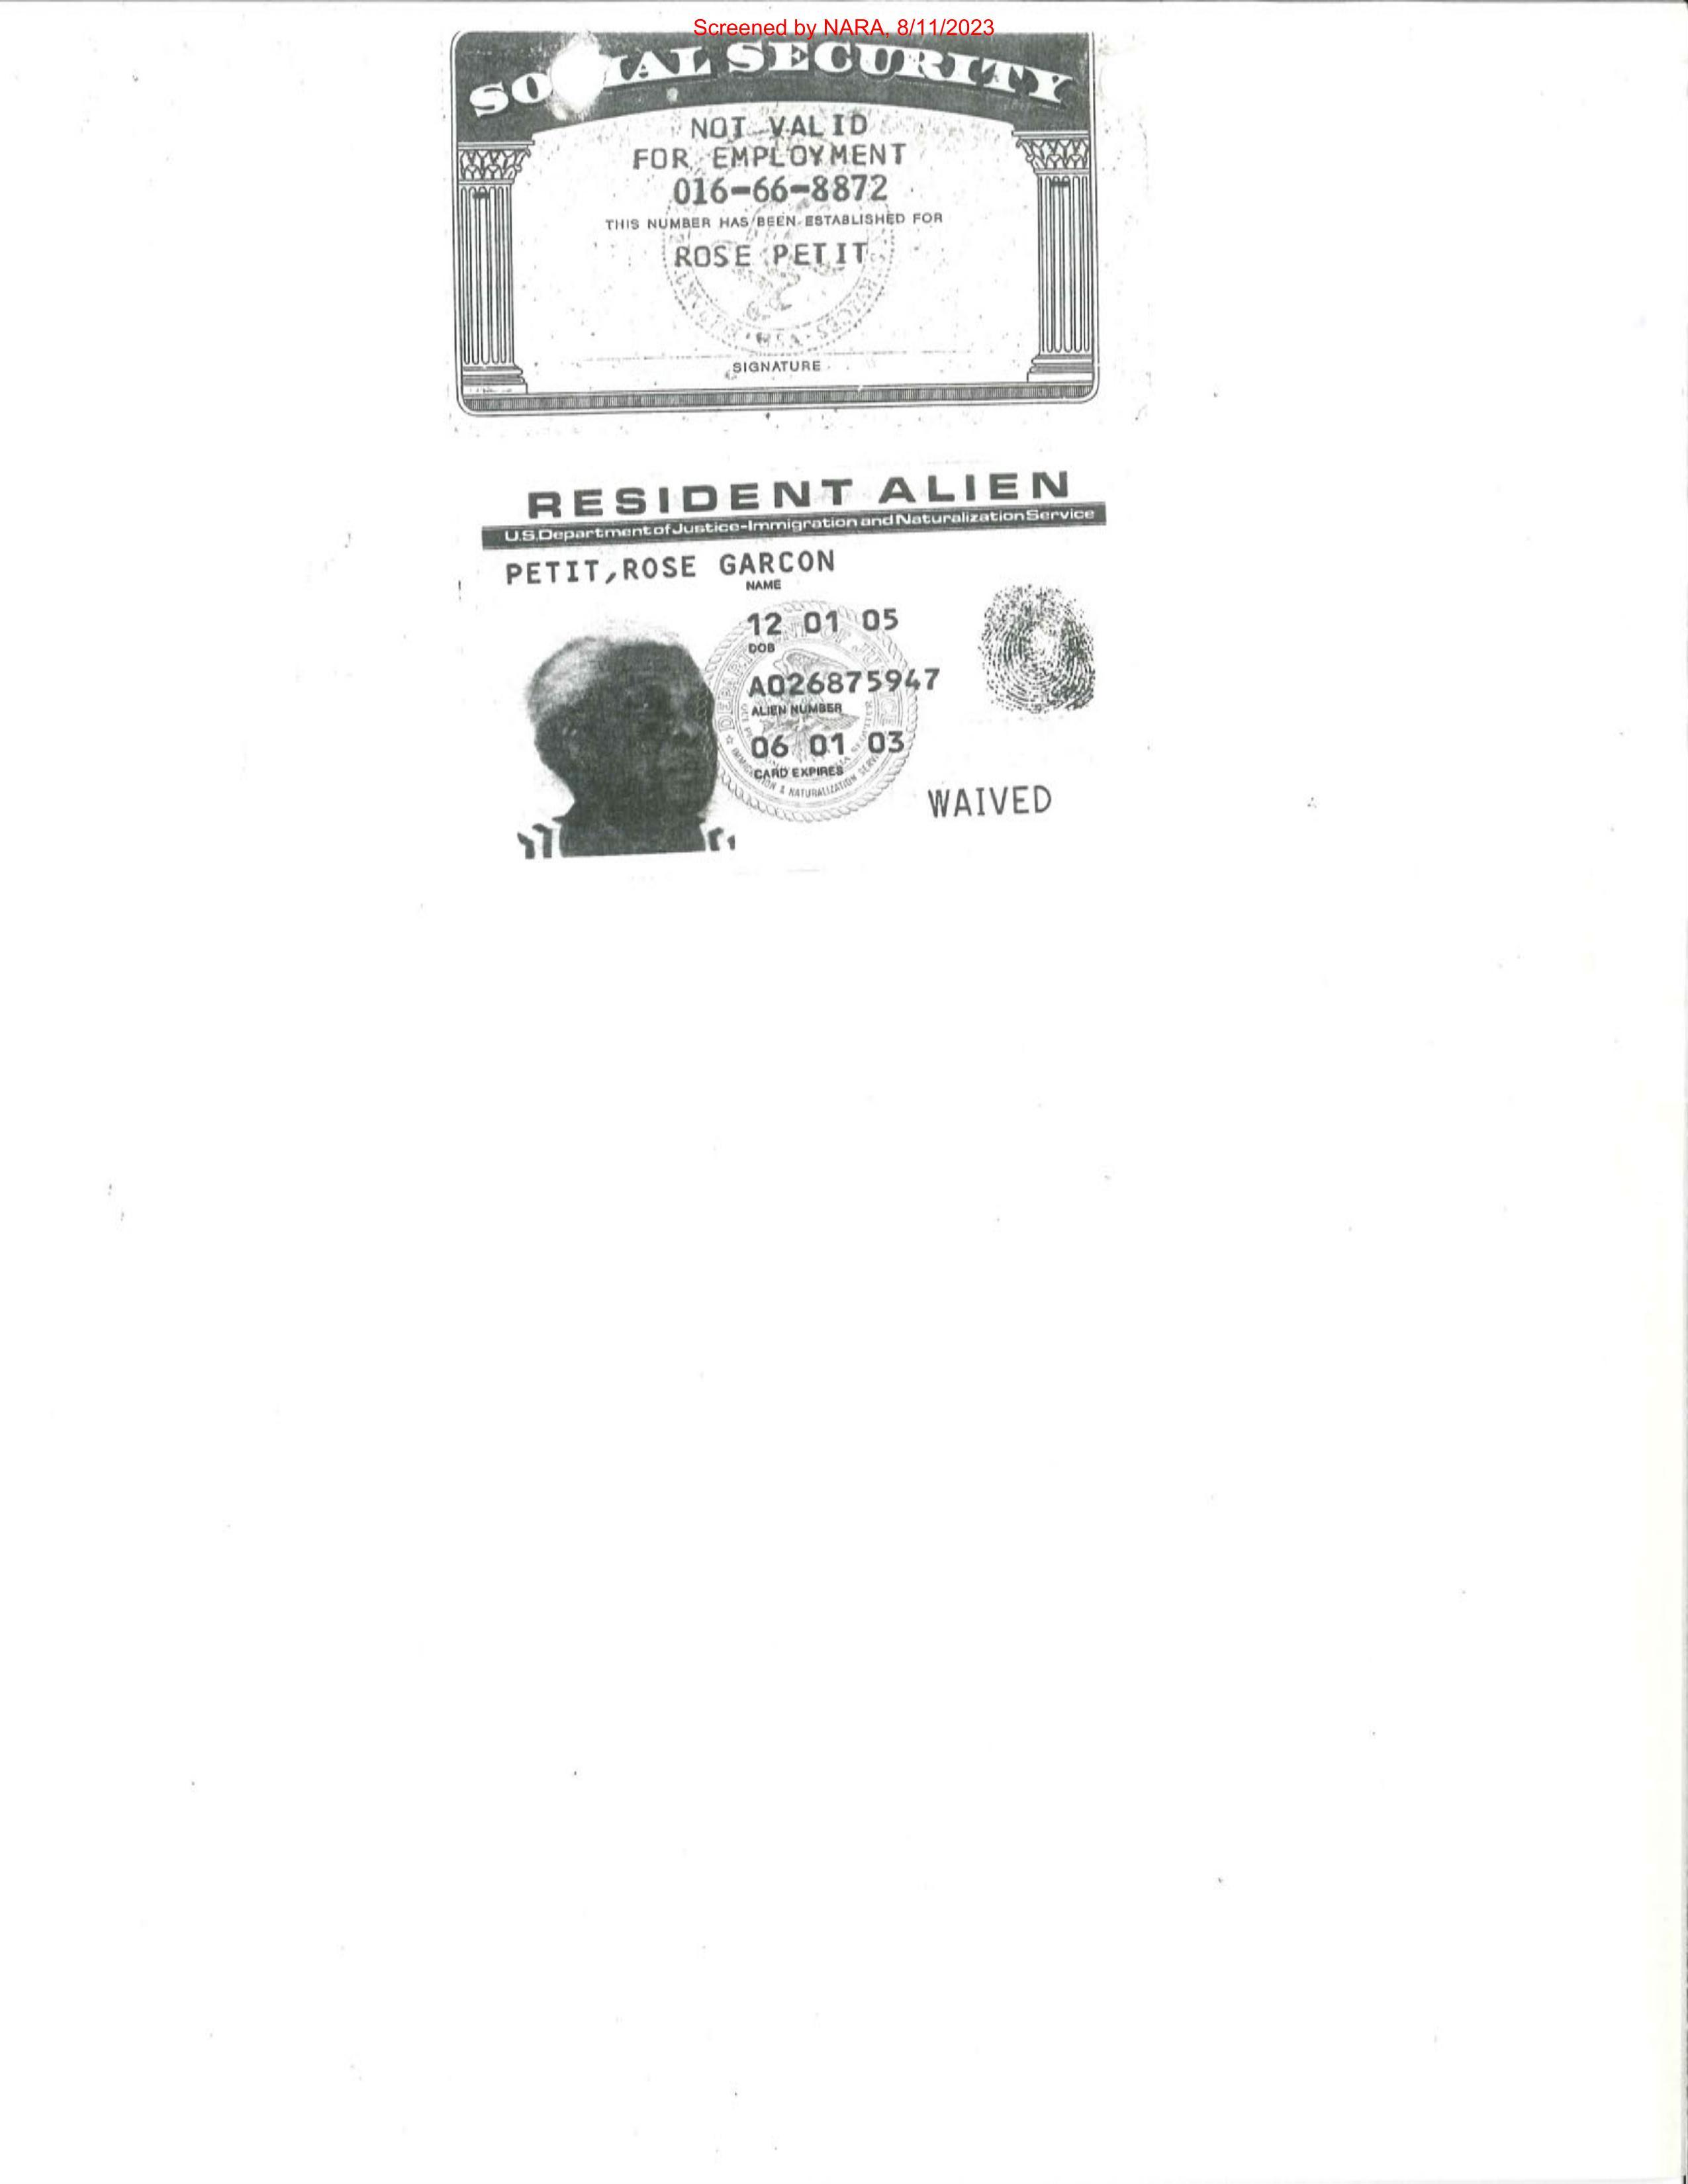 Screened by NARA, 8/11/2023
SO IAL SECURITY
NOT VALID
FOR EMPLOYMENT
016-66-8872
THIS NUMBER HAS BEEN ESTABLISHED FOR
ROSE PETIT
SIGNATURE
RESIDENT ALIEN
U.S. Department of Justice-Immigration and Naturalization Service
PETIT,ROSE GARCON
NAME
12 01 05
DOB
A026875947
ALIEN NUMBER
06 01 03
CARD EXPIRES
WAIVED